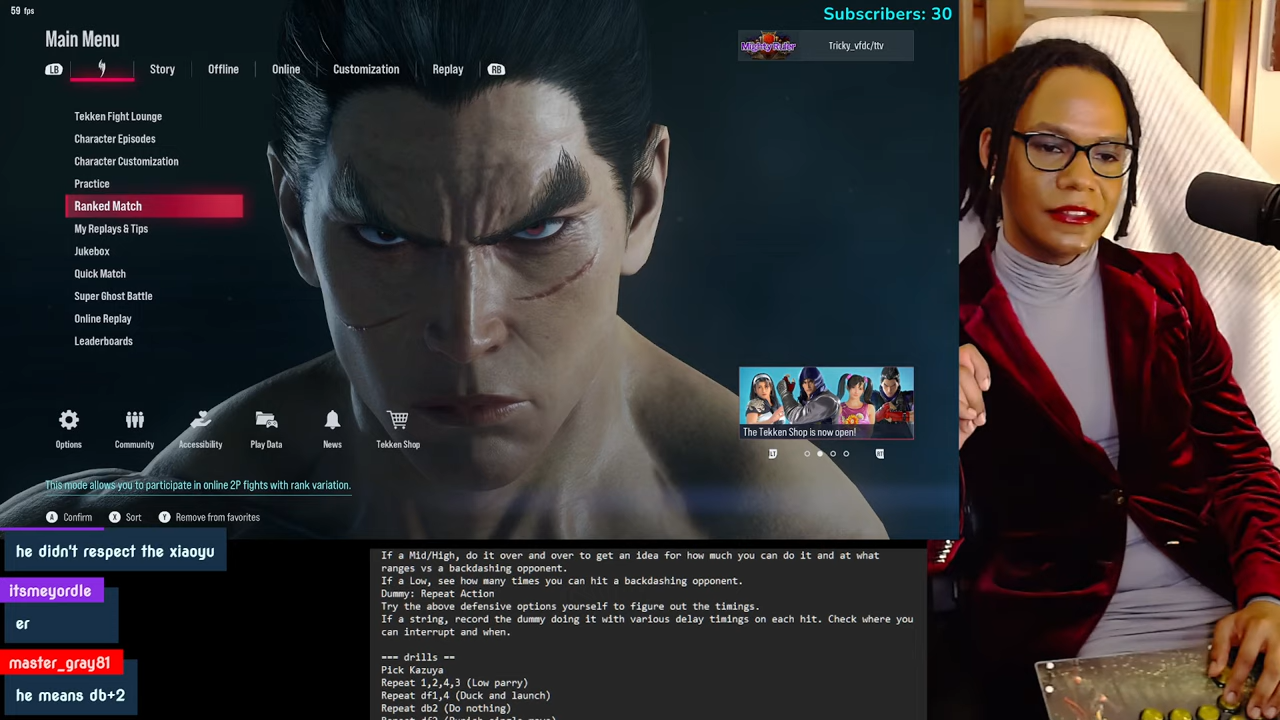 59 fps
Subscribers: 30
Main Menu
Mighty Ruler
Tricky_vfdc/ttv
LB
Story
Offline
Online
Customization
Replay
RB
Tekken Fight Lounge
Character Episodes
Character Customization
Practice
Ranked Match
My Replays & Tips
Jukebox
Quick Match
Super Ghost Battle
Online Replay
Leaderboards
The Tekken Shop is now open!
LT
RT
Options
Community
Accessibility
Play Data
News
Tekken Shop
This mode allows you to participate in online 2P fights with rank variation.
A Confirm
X Sort
Y Remove from favorites
he didn't respect the xiaoyu
itsmeyordle
er
master_gray81
he means db+2
If a Mid/High, do it over and over to get an idea for how much you can do it and at what
ranges vs a backdashing opponent.
If a Low, see how many times you can hit a backdashing opponent.
Dummy: Repeat Action
Try the above defensive options yourself to figure out the timings.
If a string, record the dummy doing it with various delay timings on each hit. Check where you
can interrupt and when.
--- drills --
Pick Kazuya
Repeat 1,2,4,3 (Low parry)
Repeat df1,4 (Duck and launch)
Repeat db2 (Do nothing)